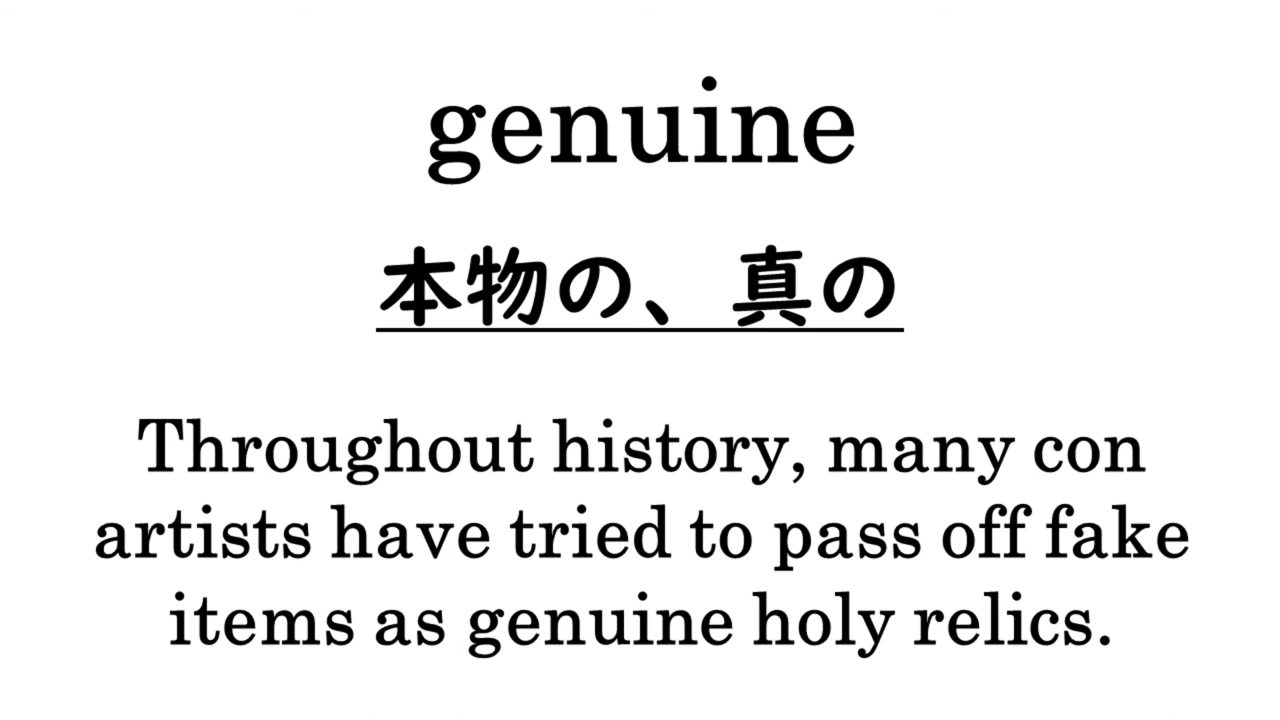 genuine
本物の、真の
Throughout history, many con
artists have tried to pass off fake
items as genuine holy relics.